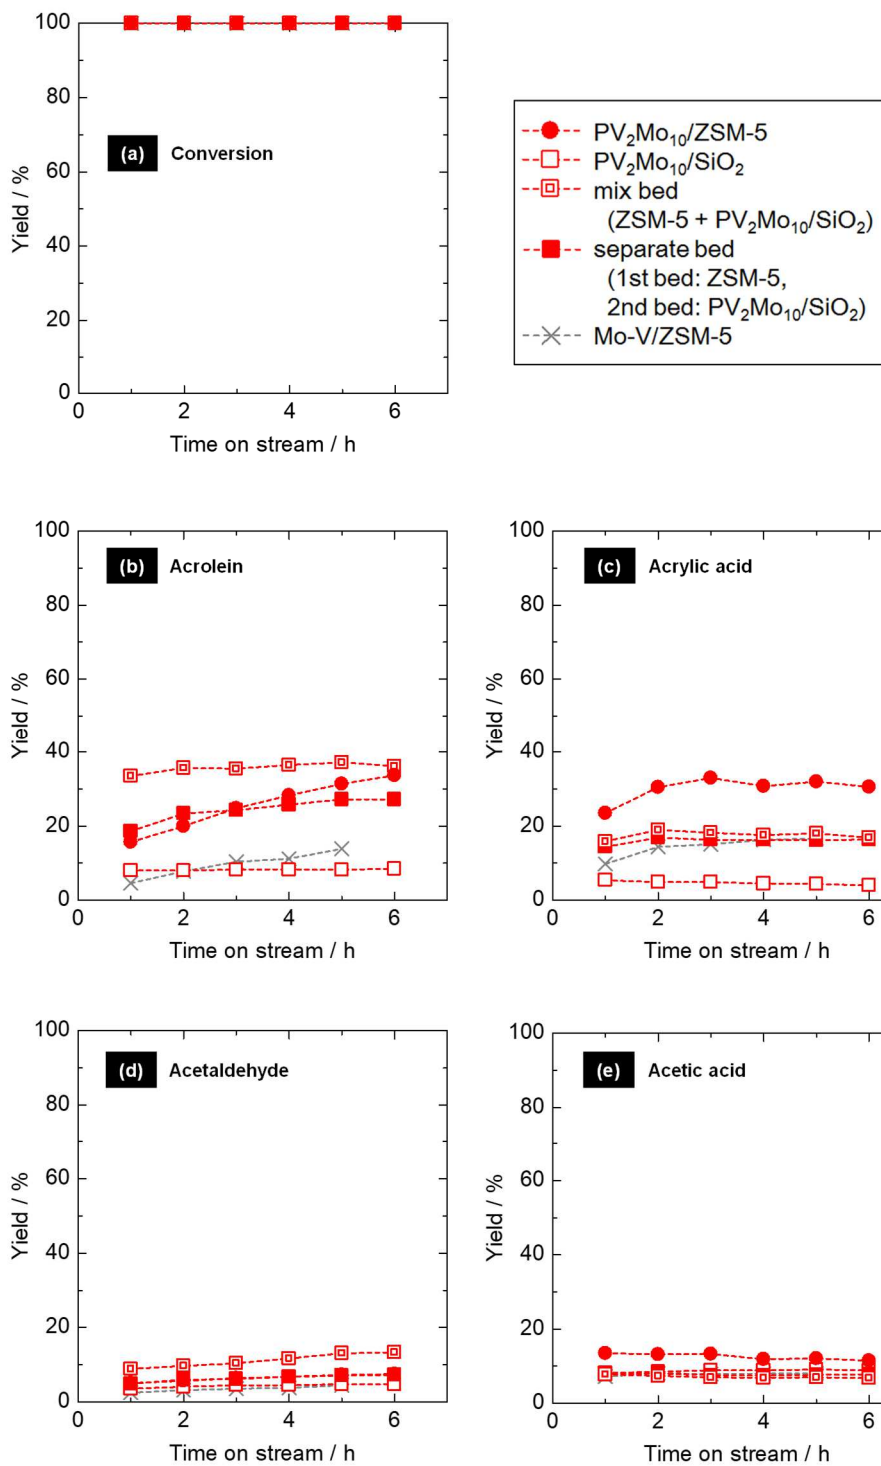 100
80
60
40
20
0
Yield / %
(a) Conversion
0 2 4 6
Time on stream / h
PV₂Mo₁₀/ZSM-5
PV₂Mo₁₀/SiO₂
mix bed
(ZSM-5 + PV₂Mo₁₀/SiO₂)
separate bed
(1st bed: ZSM-5,
2nd bed: PV₂Mo₁₀/SiO₂)
Mo-V/ZSM-5
100
80
60
40
20
0
Yield / %
(b) Acrolein
0 2 4 6
Time on stream / h
100
80
60
40
20
0
Yield / %
(c) Acrylic acid
0 2 4 6
Time on stream / h
100
80
60
40
20
0
Yield / %
(d) Acetaldehyde
0 2 4 6
Time on stream / h
100
80
60
40
20
0
Yield / %
(e) Acetic acid
0 2 4 6
Time on stream / h